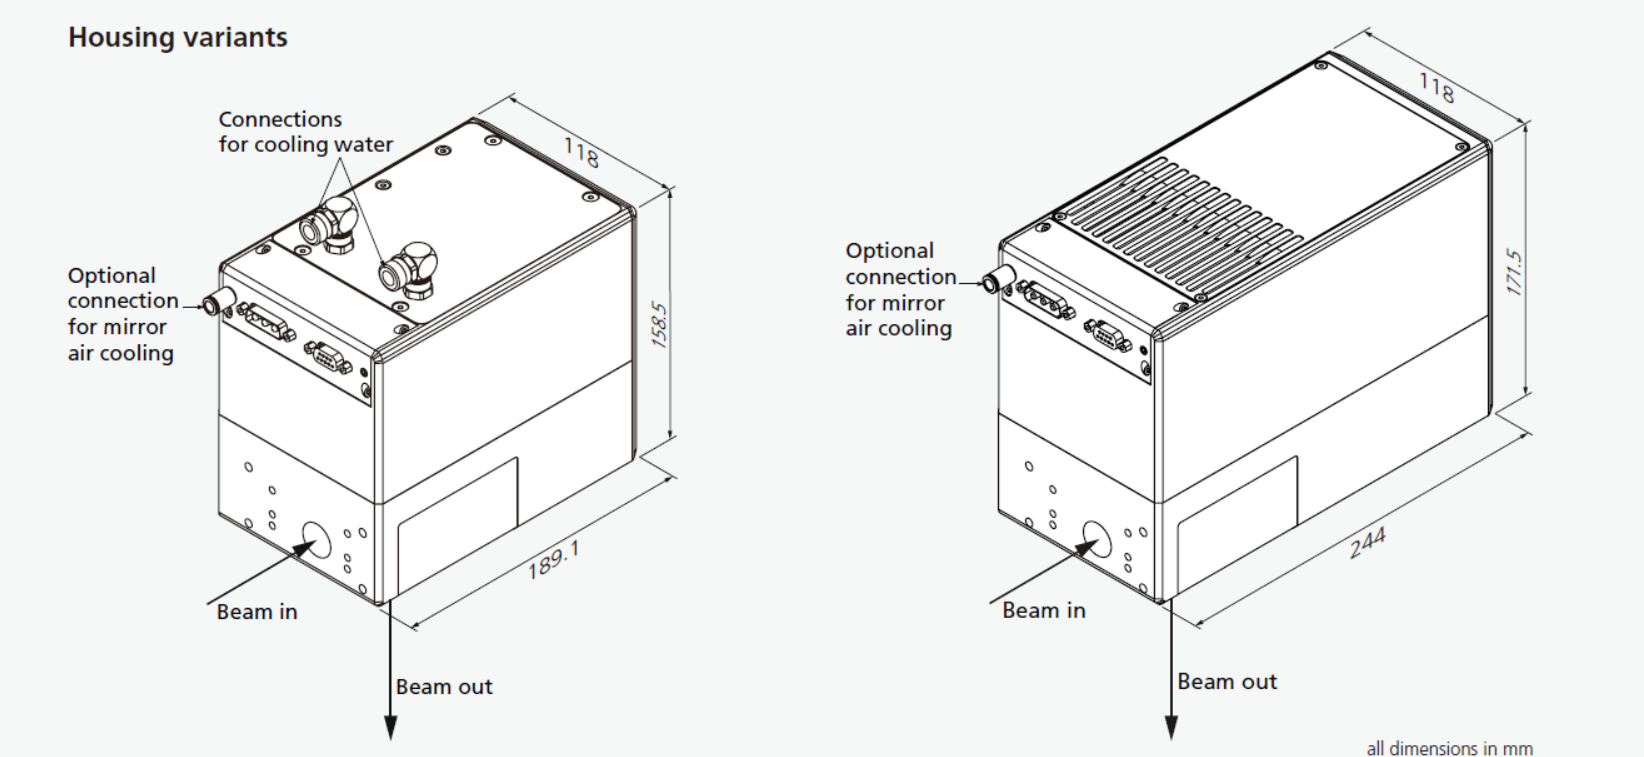 Housing variants
Connections
for cooling water
118
158.5
Optional
connection
for mirror
air cooling
189.1
Beam in
Beam out
118
171.5
Optional
connection
for mirror
air cooling
244
Beam in
Beam out
all dimensions in mm